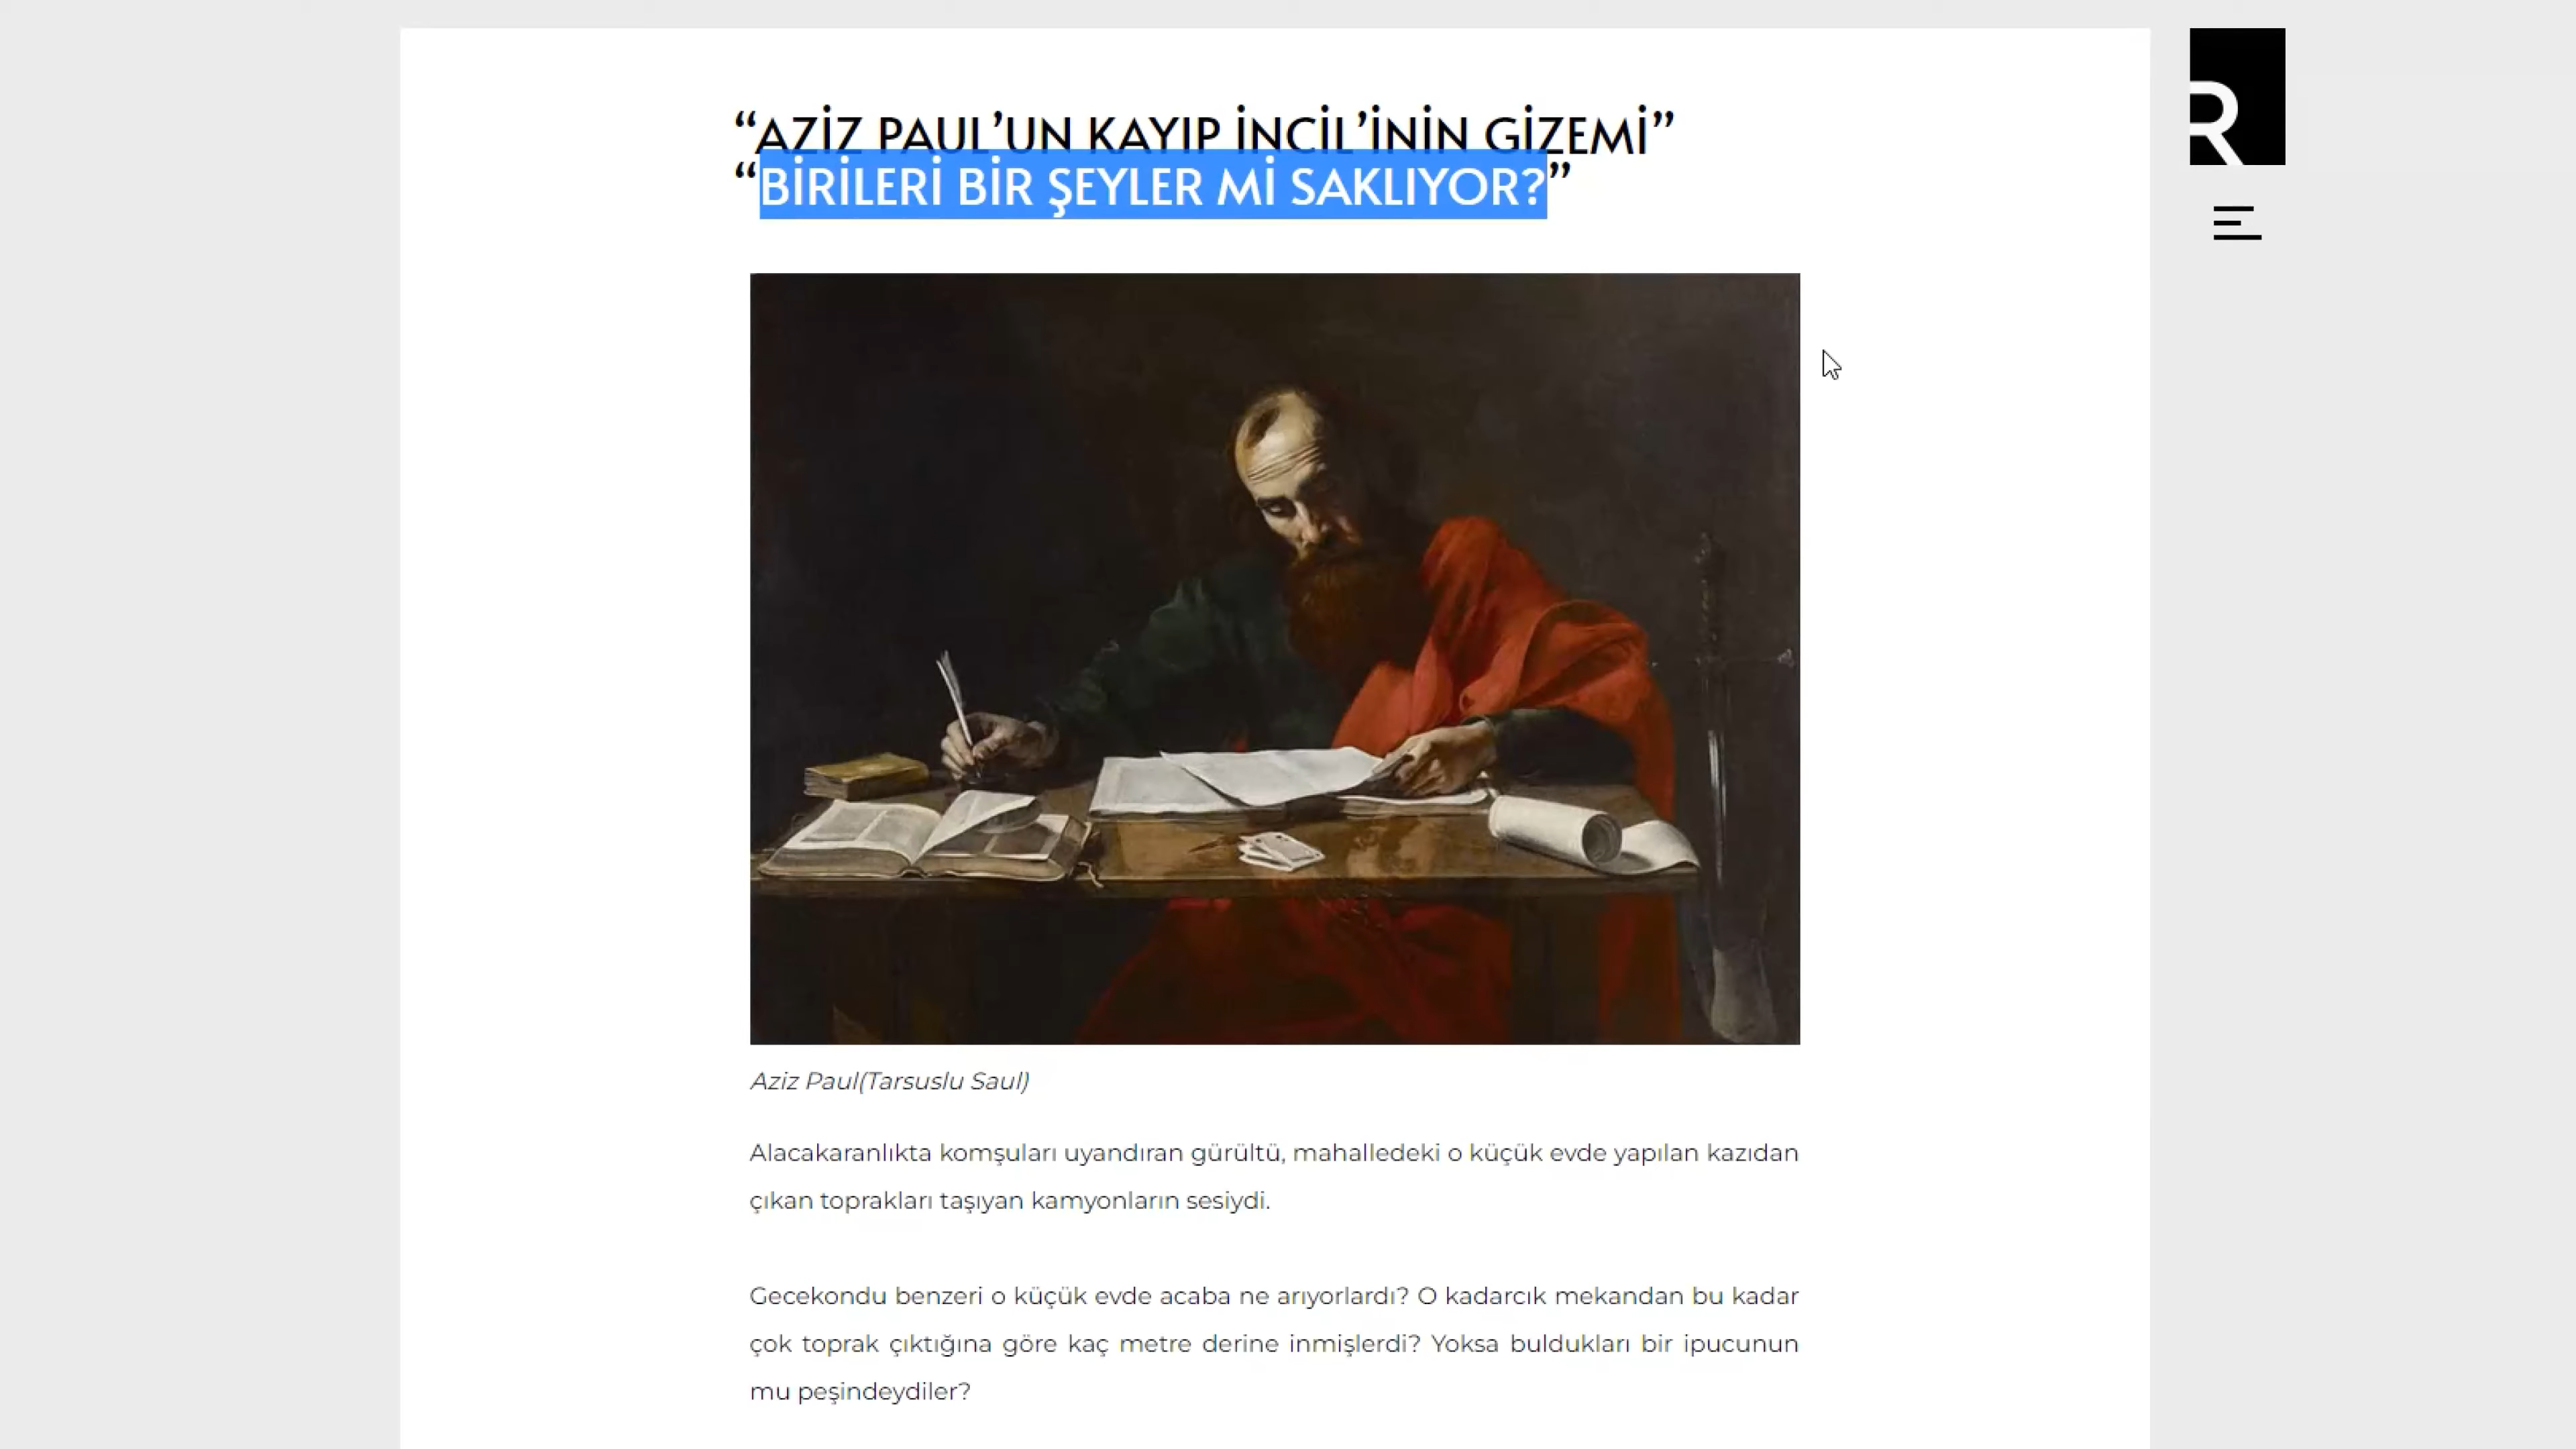 “AZİZ PAUL’UN KAYIP İNCİL’İNİN GİZEMİ”
“BİRİLERİ BİR ŞEYLER Mİ SAKLIYOR?”
R
Aziz Paul(Tarsuslu Saul)
Alacakaranlıkta komşuları uyandıran gürültü, mahalledeki o küçük evde yapılan kazıdan
çıkan toprakları taşıyan kamyonların sesiydi.
Gecekondu benzeri o küçük evde acaba ne arıyorlardı? O kadarcık mekandan bu kadar
çok toprak çıktığına göre kaç metre derine inmişlerdi? Yoksa buldukları bir ipucunun
mu peşindeydiler?